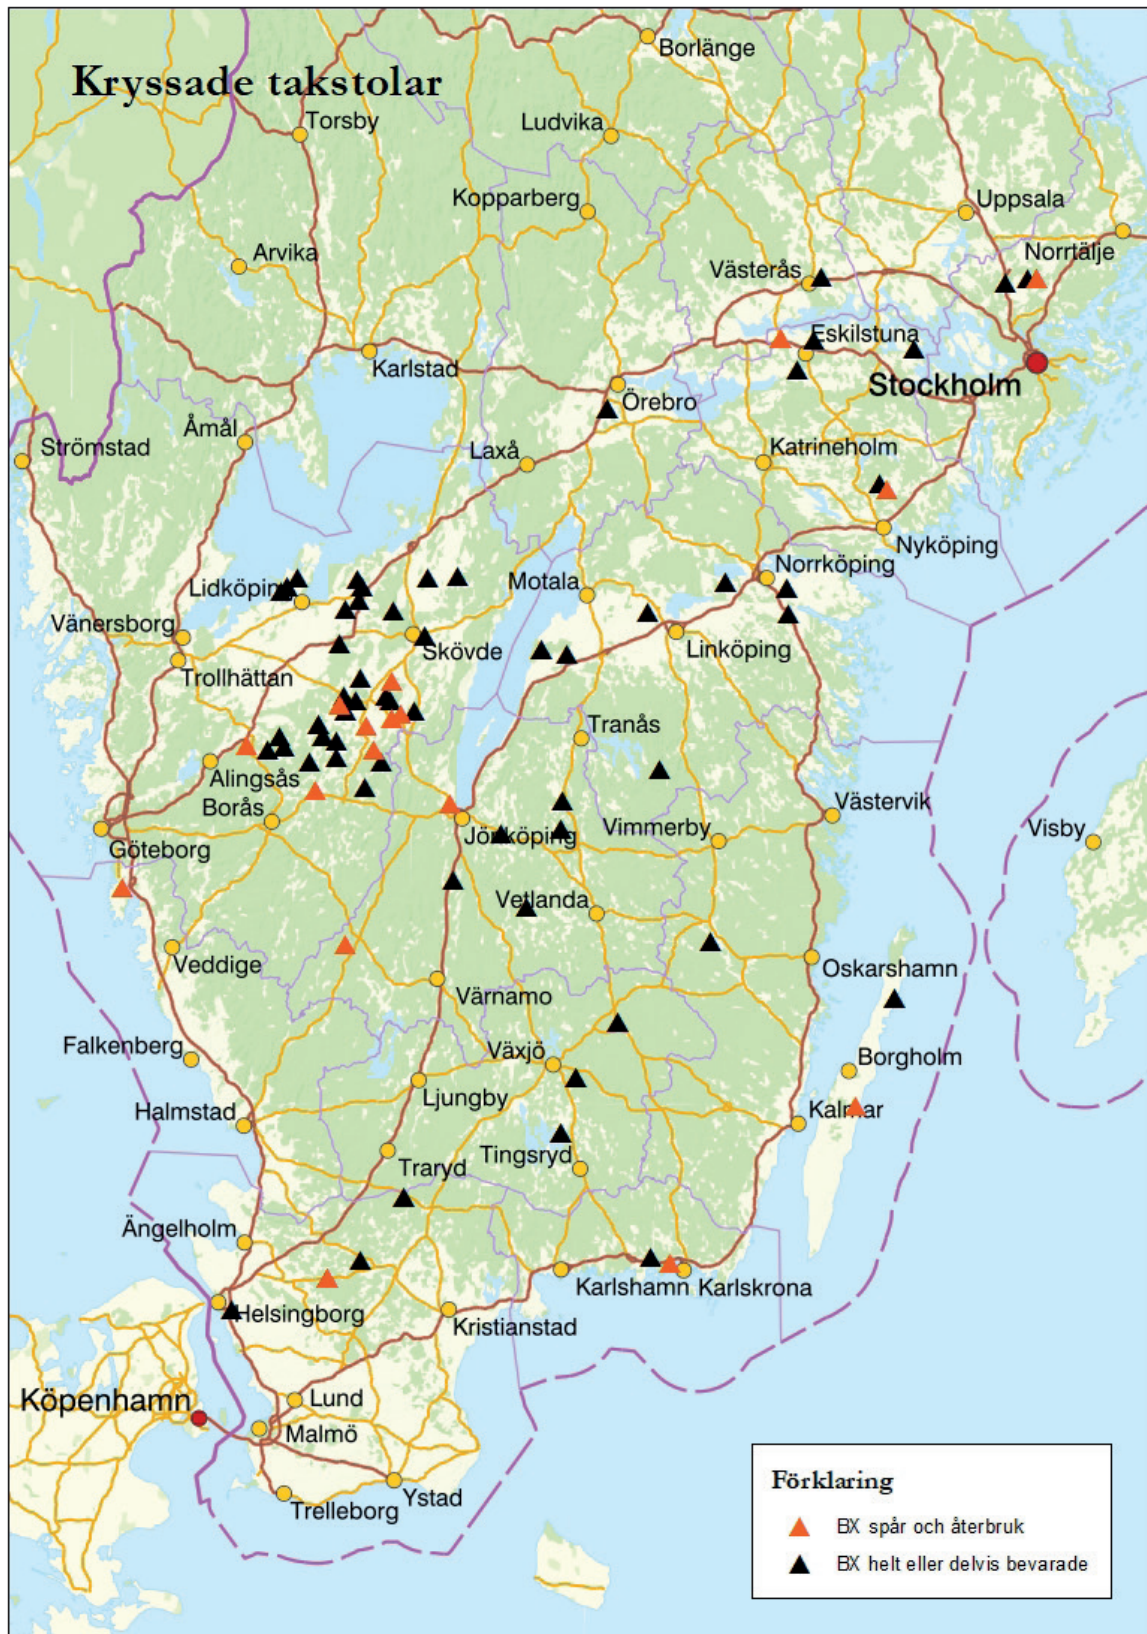 Kryssade takstolar
Borlänge
Torsby
Ludvika
Kopparberg
Uppsala
Arvika
Norrtälje
Västerås
Eskilstuna
Karlstad
Stockholm
Örebro
Åmål
Strömstad
Laxå
Katrineholm
Nyköping
Norrköping
Motala
Lidköping
Vänersborg
Skövde
Linköping
Trollhättan
Tranås
Alingsås
Borås
Västervik
Jönköping
Vimmerby
Visby
Göteborg
Vetlanda
Veddige
Oskarshamn
Värnamo
Falkenberg
Växjö
Borgholm
Ljungby
Halmstad
Kalmar
Traryd
Tingsryd
Ängelholm
Karlshamn
Karlskrona
Helsingborg
Kristianstad
Köpenhamn
Lund
Malmö
Ystad
Trelleborg
Förklaring
BX spår och återbruk
BX helt eller delvis bevarade